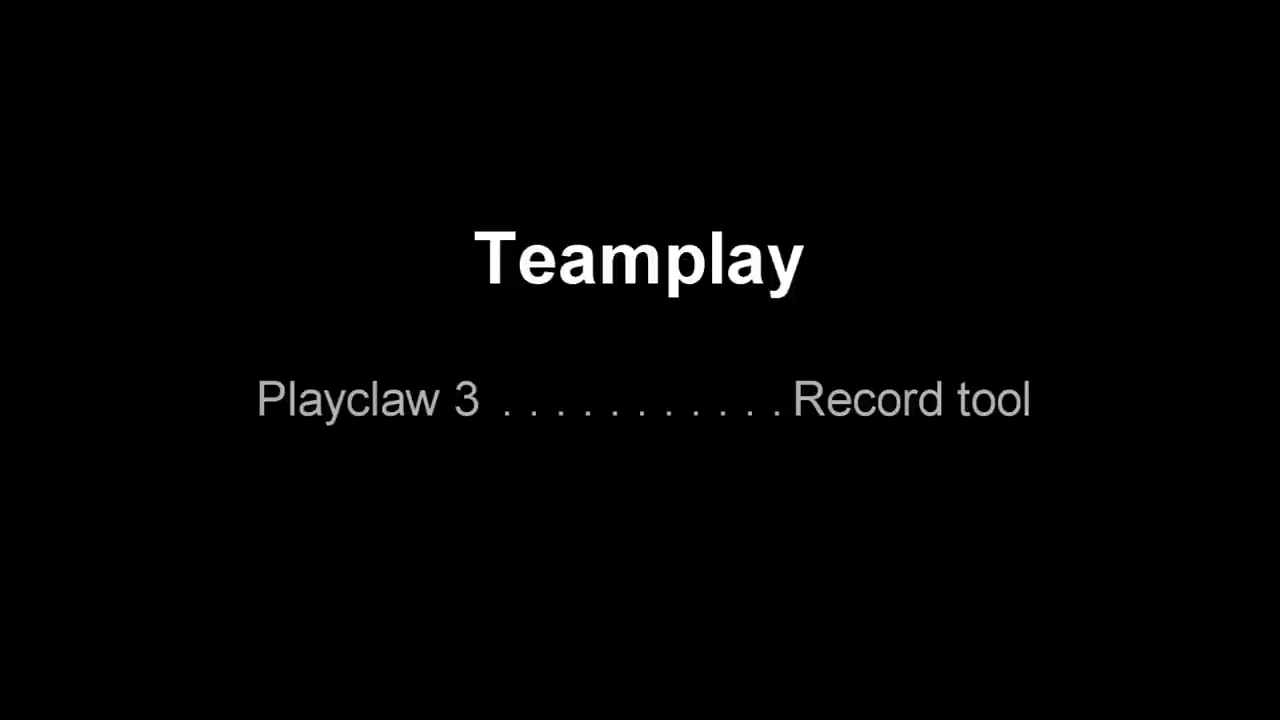 Teamplay
Playclaw 3 . . . . . . . . . . . Record tool